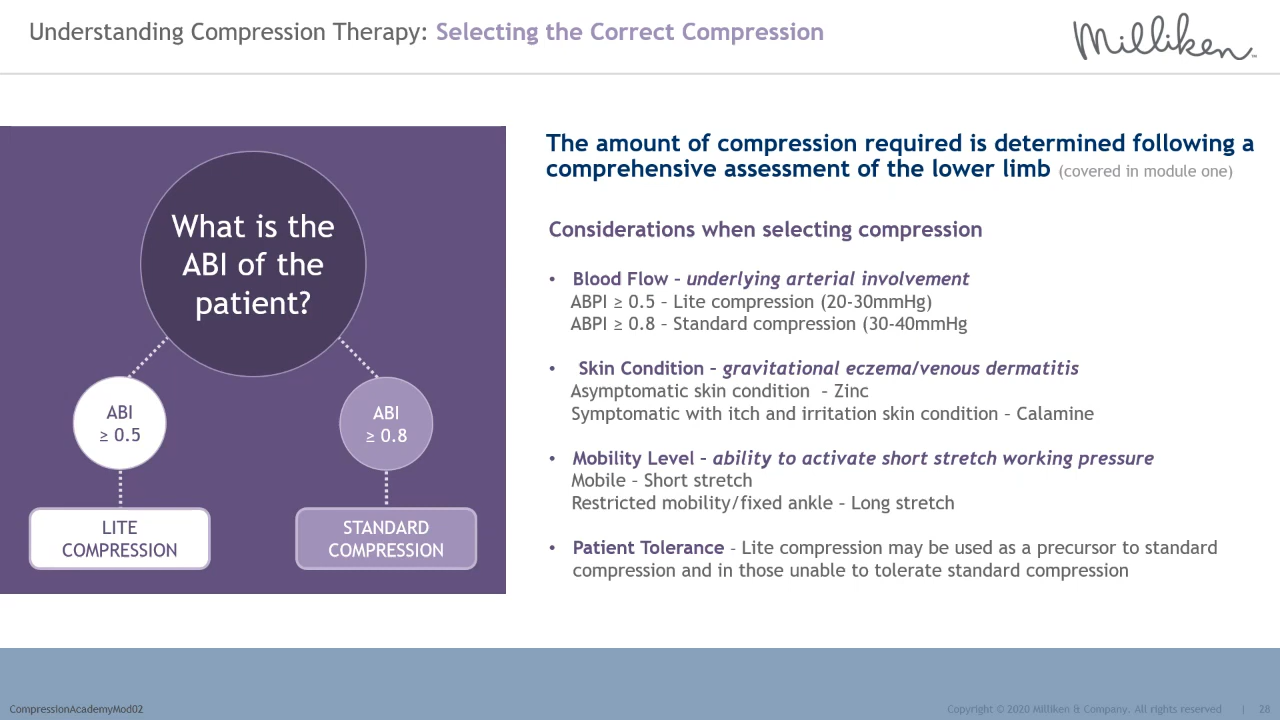 Understanding Compression Therapy: Selecting the Correct Compression
Milliken™
What is the
ABI of the
patient?
ABI
≥ 0.5
ABI
≥ 0.8
LITE
COMPRESSION
STANDARD
COMPRESSION
The amount of compression required is determined following a
comprehensive assessment of the lower limb (covered in module one)
Considerations when selecting compression
• Blood Flow – underlying arterial involvement
ABPI ≥ 0.5 – Lite compression (20-30mmHg)
ABPI ≥ 0.8 – Standard compression (30-40mmHg
• Skin Condition – gravitational eczema/venous dermatitis
Asymptomatic skin condition – Zinc
Symptomatic with itch and irritation skin condition – Calamine
• Mobility Level – ability to activate short stretch working pressure
Mobile – Short stretch
Restricted mobility/fixed ankle – Long stretch
• Patient Tolerance - Lite compression may be used as a precursor to standard
compression and in those unable to tolerate standard compression
CompressionAcademyMod02
Copyright © 2020 Milliken & Company. All rights reserved | 28